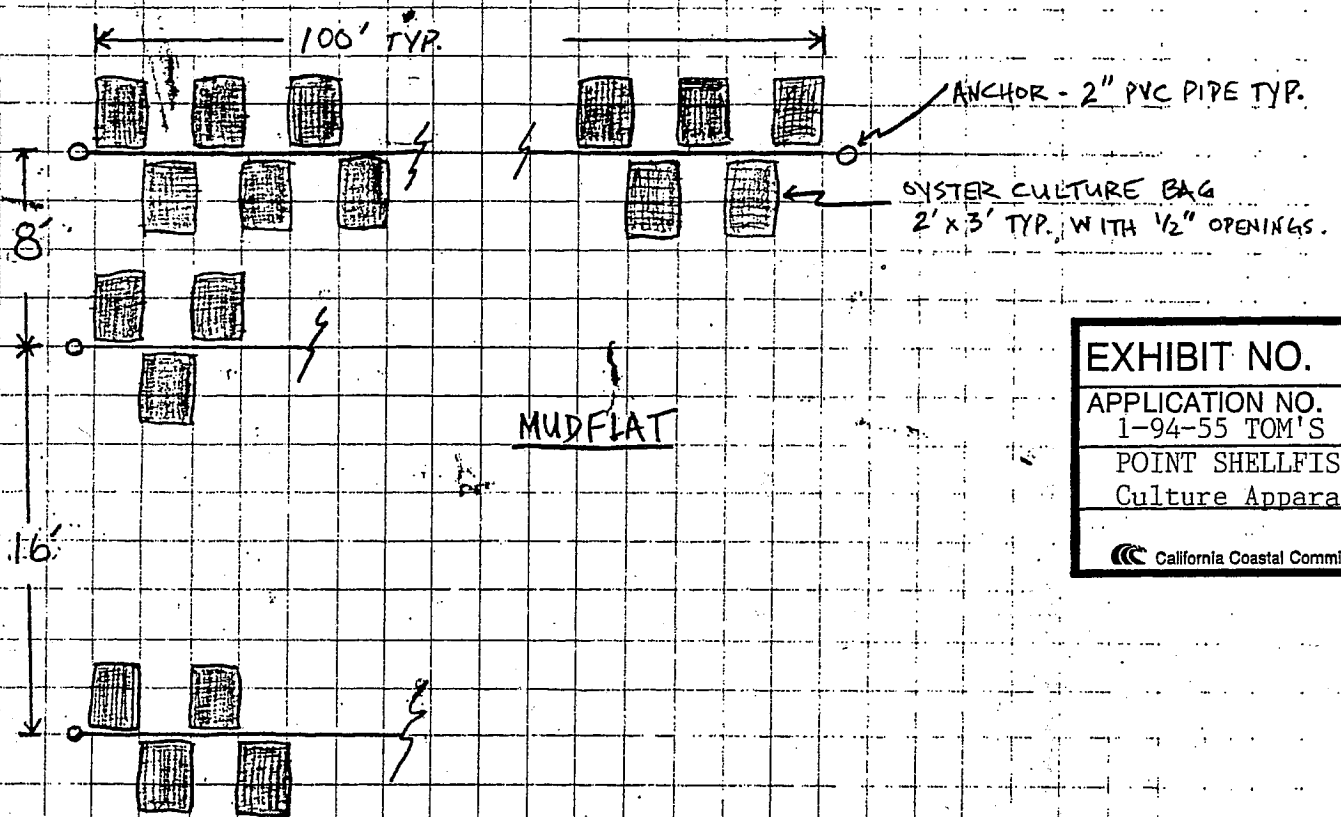 100' TYP.
ANCHOR - 2" PVC PIPE TYP.
OYSTER CULTURE BAG
2' x 3' TYP., WITH 1/2" OPENINGS.
8'
MUDFLAT
16'
EXHIBIT NO.
APPLICATION NO.
1-94-55 TOM'S
POINT SHELLFIS
Culture Appara
California Coastal Commi